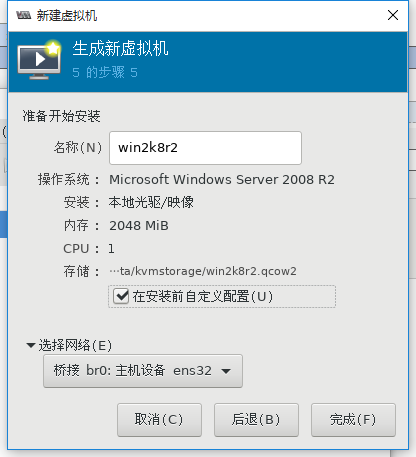 新建虚拟机
生成新虚拟机
5 的步骤 5
准备开始安装
名称(N) win2k8r2
操作系统： Microsoft Windows Server 2008 R2
安装： 本地光驱/映像
内存： 2048 MiB
CPU： 1
存储： ···ta/kvmstorage/win2k8r2.qcow2
在安装前自定义配置(U)
选择网络(E)
桥接 br0: 主机设备 ens32
取消(C) 后退(B) 完成(F)